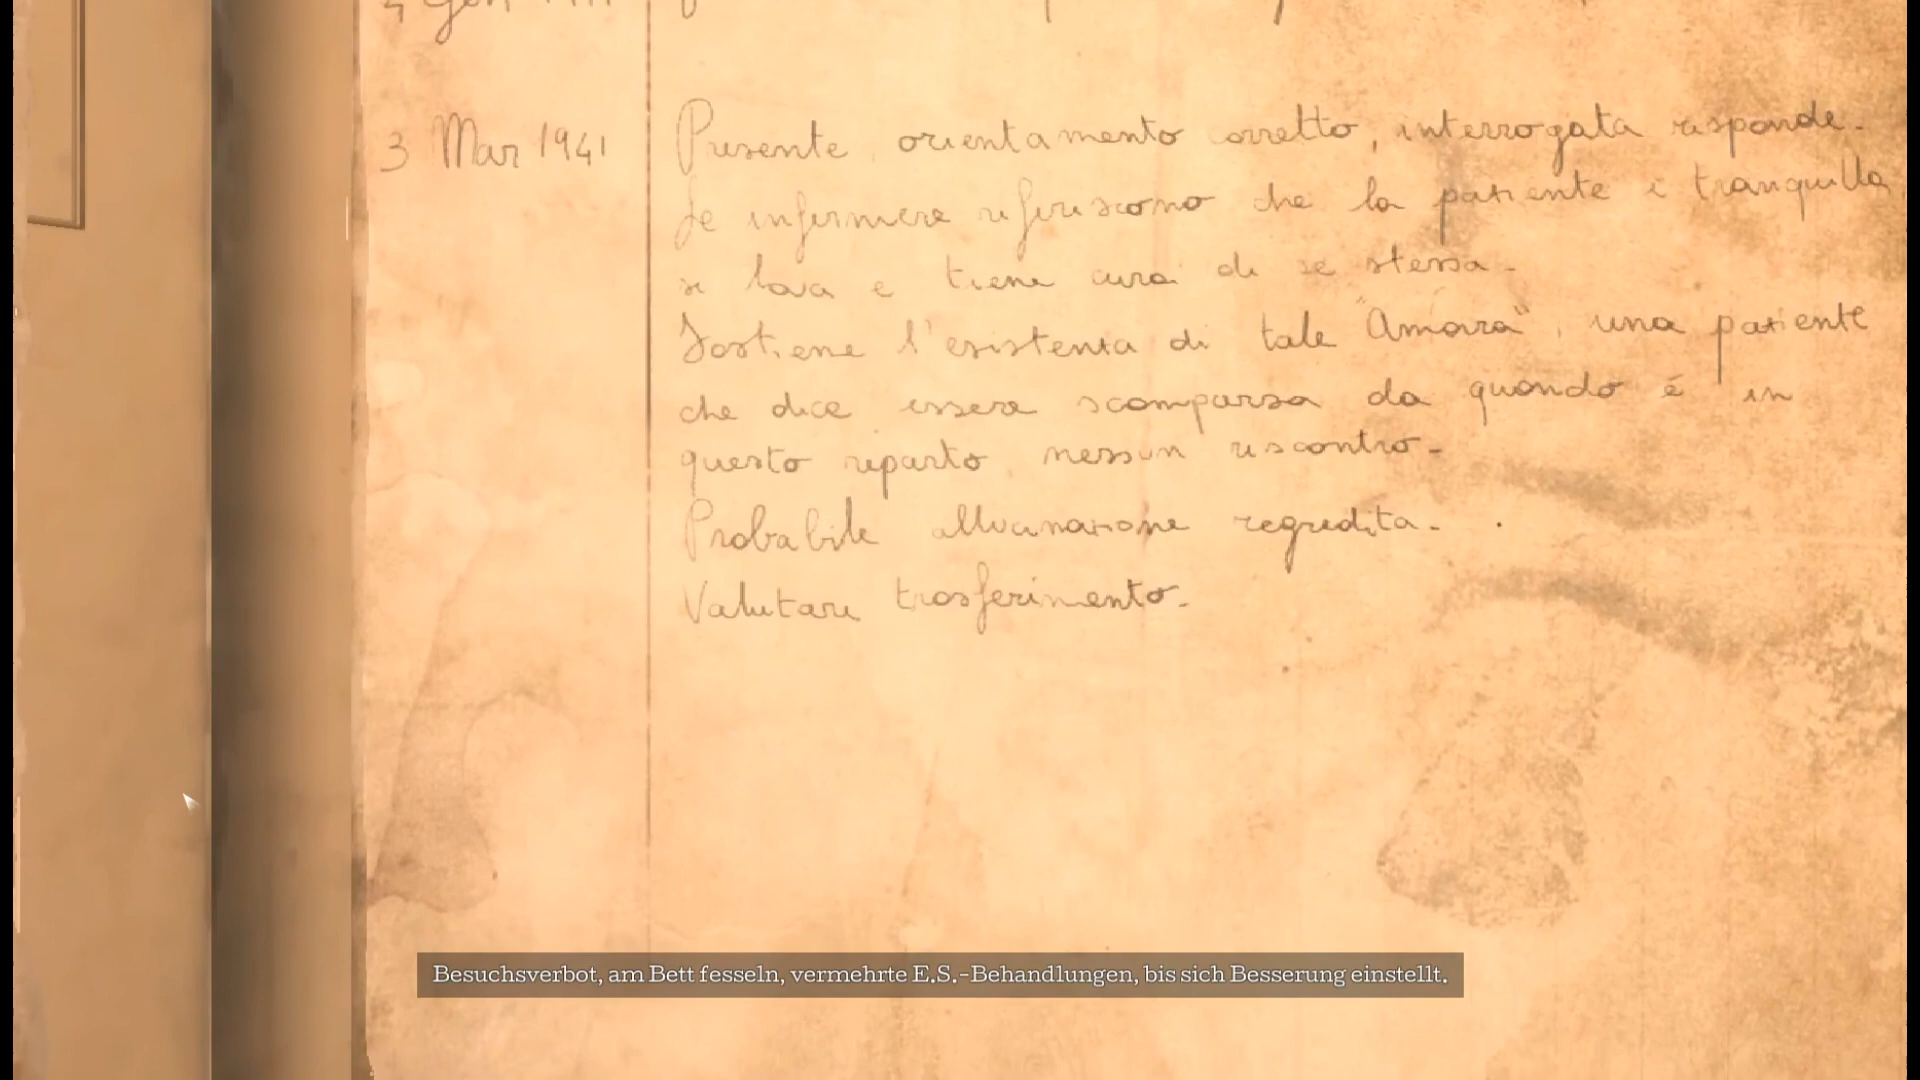 3 Mar 1941
Presente, orientamento corretto, interrogata risponde.
Le infermiere riferiscono che la paziente è tranquilla
si lava e tiene cura di se stessa.
Sostiene l'esistenza di tale "Amara", una paziente
che dice essere scomparsa da quando é in
questo reparto, nessun riscontro.
Probabile allucinazione regredita.
Valutare trasferimento.
Besuchsverbot, am Bett fesseln, vermehrte E.S.-Behandlungen, bis sich Besserung einstellt.